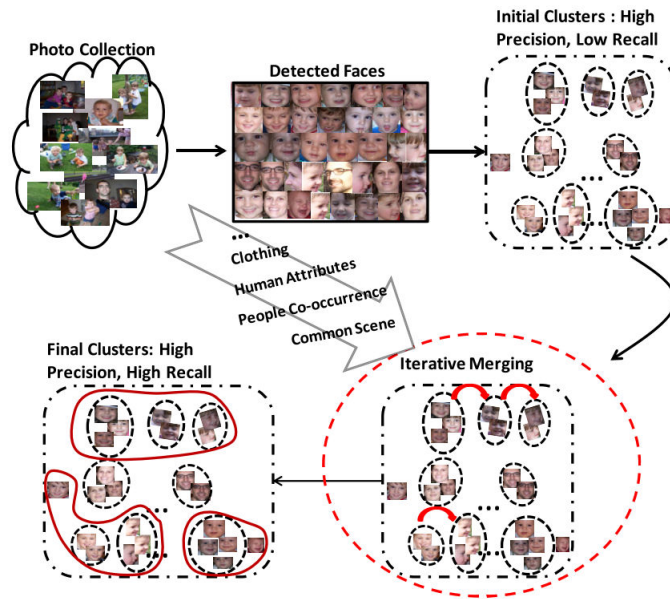 Photo Collection
Detected Faces
Initial Clusters : High
Precision, Low Recall
...
...
...
Clothing
Human Attributes
People Co-occurrence
Common Scene
Iterative Merging
...
...
Final Clusters: High
Precision, High Recall
...
...